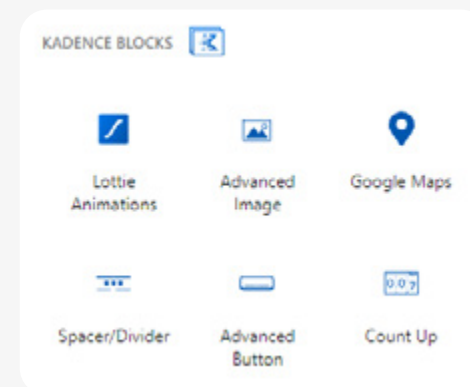 KADENCE BLOCKS
Lottie
Animations
Advanced
Image
Google Maps
Spacer/Divider
Advanced
Button
Count Up